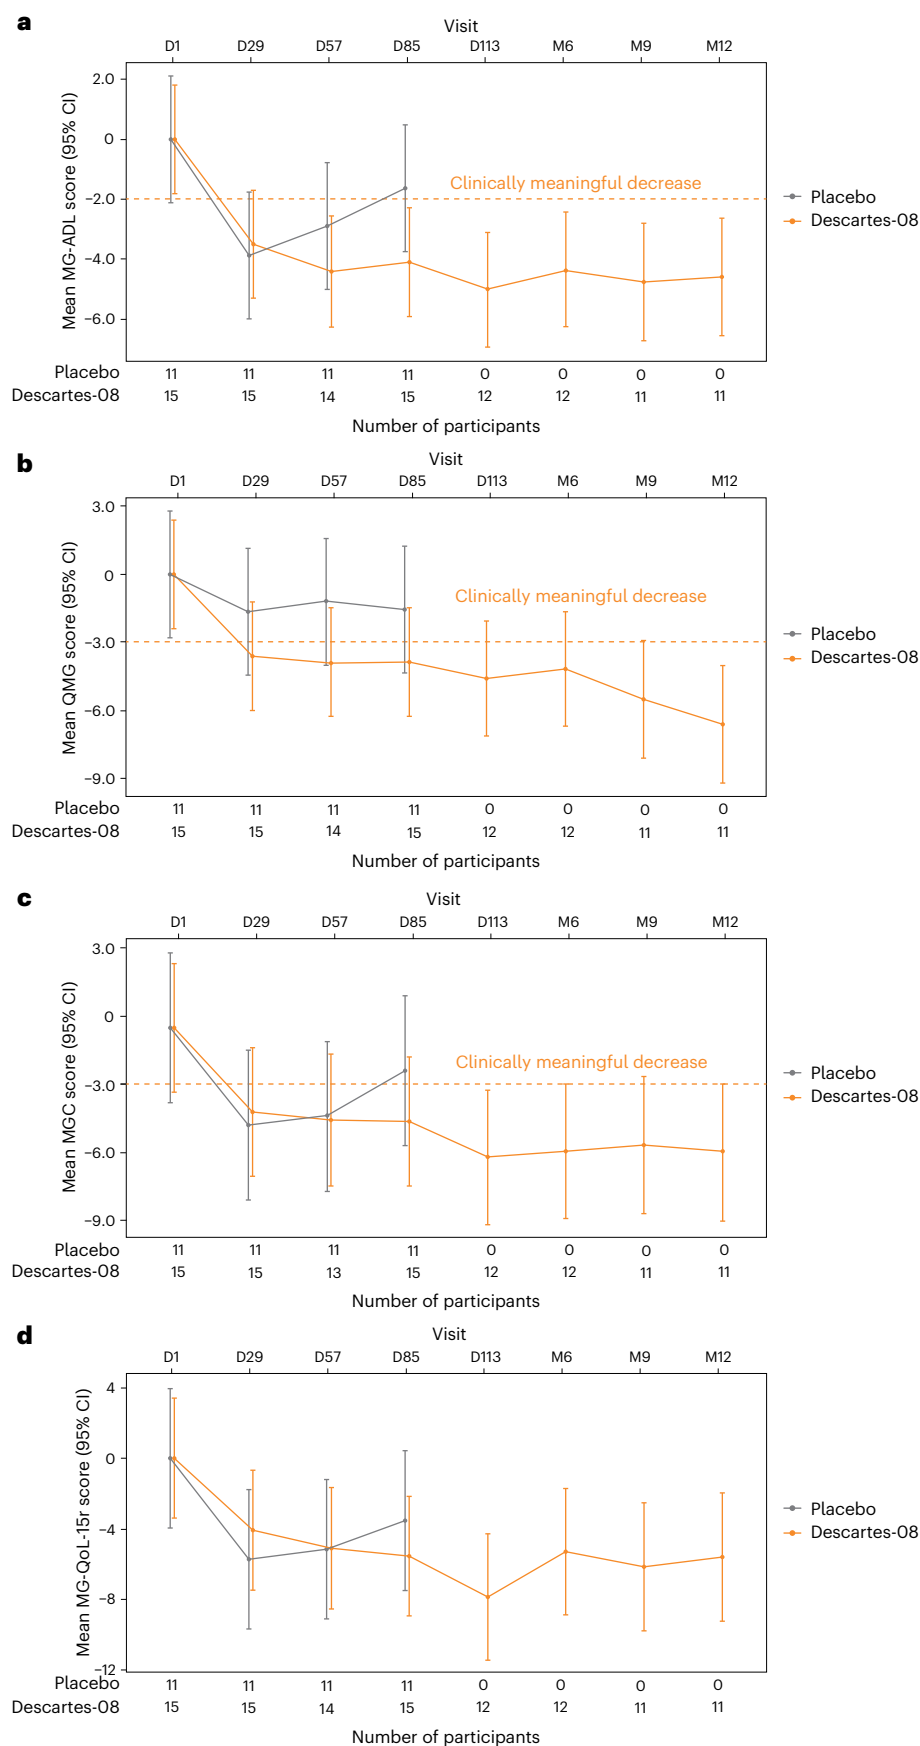 a
Visit
D1 D29 D57 D85 D113 M6 M9 M12
Mean MG-ADL score (95% CI)
2.0
0
−2.0
−4.0
−6.0
Clinically meaningful decrease
Placebo
Descartes-08
Placebo 11 11 11 11 0 0 0 0
Descartes-08 15 15 14 15 12 12 11 11
Number of participants
b
Visit
D1 D29 D57 D85 D113 M6 M9 M12
Mean QMG score (95% CI)
3.0
0
−3.0
−6.0
−9.0
Clinically meaningful decrease
Placebo
Descartes-08
Placebo 11 11 11 11 0 0 0 0
Descartes-08 15 15 14 15 12 12 11 11
Number of participants
c
Visit
D1 D29 D57 D85 D113 M6 M9 M12
Mean MGC score (95% CI)
3.0
0
−3.0
−6.0
−9.0
Clinically meaningful decrease
Placebo
Descartes-08
Placebo 11 11 11 11 0 0 0 0
Descartes-08 15 15 13 15 12 12 11 11
Number of participants
d
Visit
D1 D29 D57 D85 D113 M6 M9 M12
Mean MG-QoL-15r score (95% CI)
4
0
−4
−8
−12
Placebo
Descartes-08
Placebo 11 11 11 11 0 0 0 0
Descartes-08 15 15 14 15 12 12 11 11
Number of participants